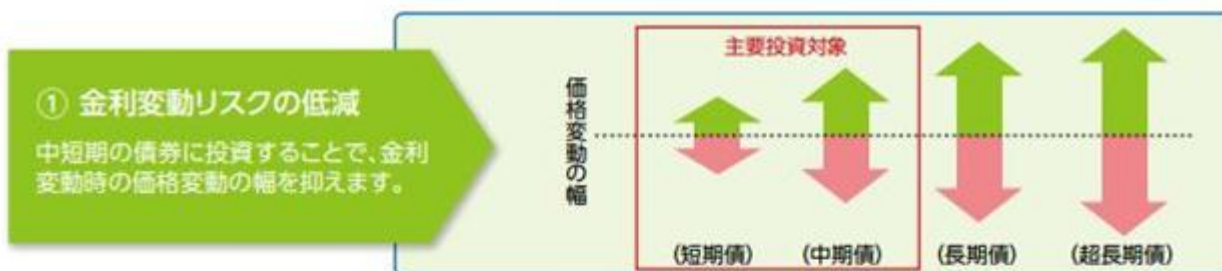 ① 金利変動リスクの低減
中短期の債券に投資することで、金利
変動時の価格変動の幅を抑えます。
主要投資対象
価格変動の幅
(短期債)
(中期債)
(長期債)
(超長期債)